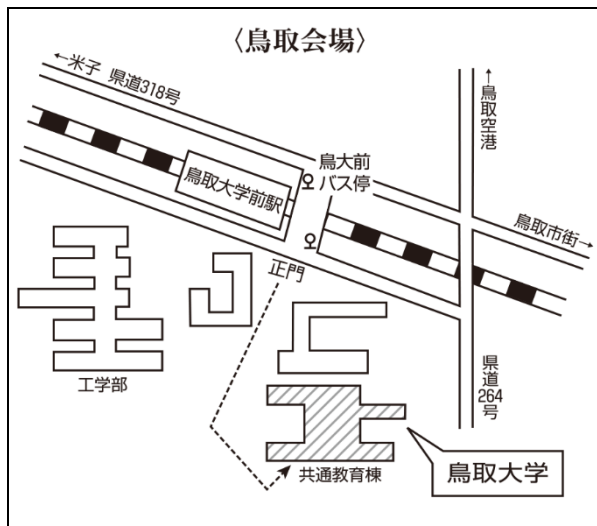 〈鳥取会場〉
←米子 県道318号
↑鳥取空港
鳥大前
バス停
鳥取大学前駅
鳥取市街→
正門
工学部
県道264号
共通教育棟
鳥取大学